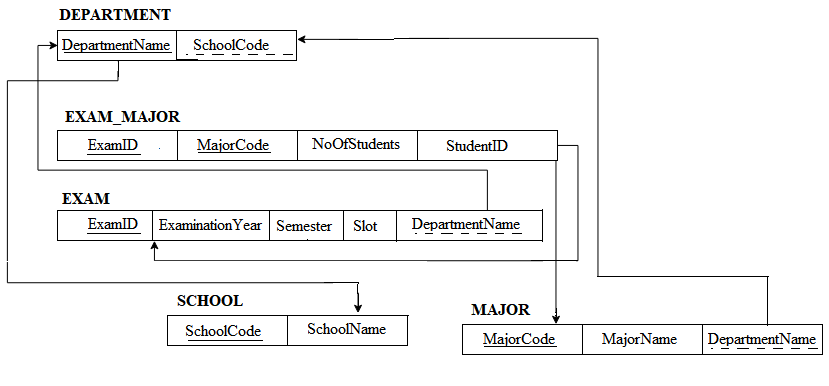 DEPARTMENT
DepartmentName SchoolCode
EXAM_MAJOR
ExamID MajorCode NoOfStudents StudentID
EXAM
ExamID ExaminationYear Semester Slot DepartmentName
SCHOOL
SchoolCode SchoolName
MAJOR
MajorCode MajorName DepartmentName